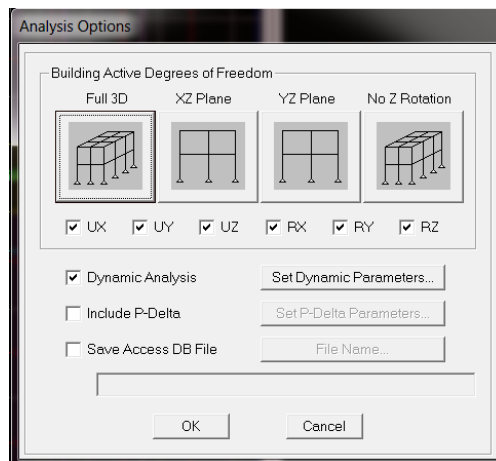 Analysis Options
Building Active Degrees of Freedom
Full 3D XZ Plane YZ Plane No Z Rotation
UX UY UZ RX RY RZ
Dynamic Analysis Set Dynamic Parameters...
Include P-Delta Set P-Delta Parameters...
Save Access DB File File Name...
OK Cancel